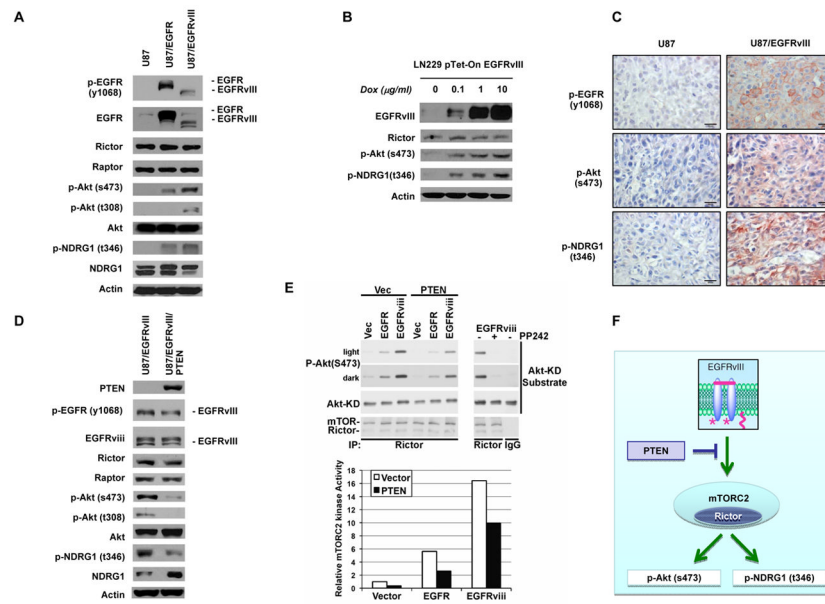 A
U87
U87/EGFR
U87/EGFRvIII
p-EGFR
(y1068)
- EGFR
- EGFRvIII
EGFR
- EGFR
- EGFRvIII
Rictor
Raptor
p-Akt (s473)
p-Akt (t308)
Akt
p-NDRG1 (t346)
NDRG1
Actin
B
LN229 pTet-On EGFRvIII
Dox (µg/ml) 0 0.1 1 10
EGFRvIII
Rictor
p-Akt (s473)
p-NDRG1(t346)
Actin
C
U87 U87/EGFRvIII
p-EGFR
(y1068)
p-Akt
(s473)
p-NDRG1
(t346)
D
U87/EGFRvIII
U87/EGFRvIII/
PTEN
PTEN
p-EGFR (y1068)
- EGFRvIII
EGFRviii
- EGFRvIII
Rictor
Raptor
p-Akt (s473)
p-Akt (t308)
Akt
p-NDRG1 (t346)
NDRG1
Actin
E
Vec PTEN
Vec
EGFR
EGFRviii
Vec
EGFR
EGFRviii
EGFRviii
- + - PP242
light
P-Akt(S473)
dark
Akt-KD
Akt-KD
Substrate
mTOR-
Rictor-
IP: Rictor Rictor IgG
Relative mTORC2 kinase Activity
18
16
14
12
10
8
6
4
2
0
Vector
PTEN
Vector EGFR EGFRviii
F
EGFRvIII
PTEN
mTORC2
Rictor
p-Akt (s473) p-NDRG1 (t346)